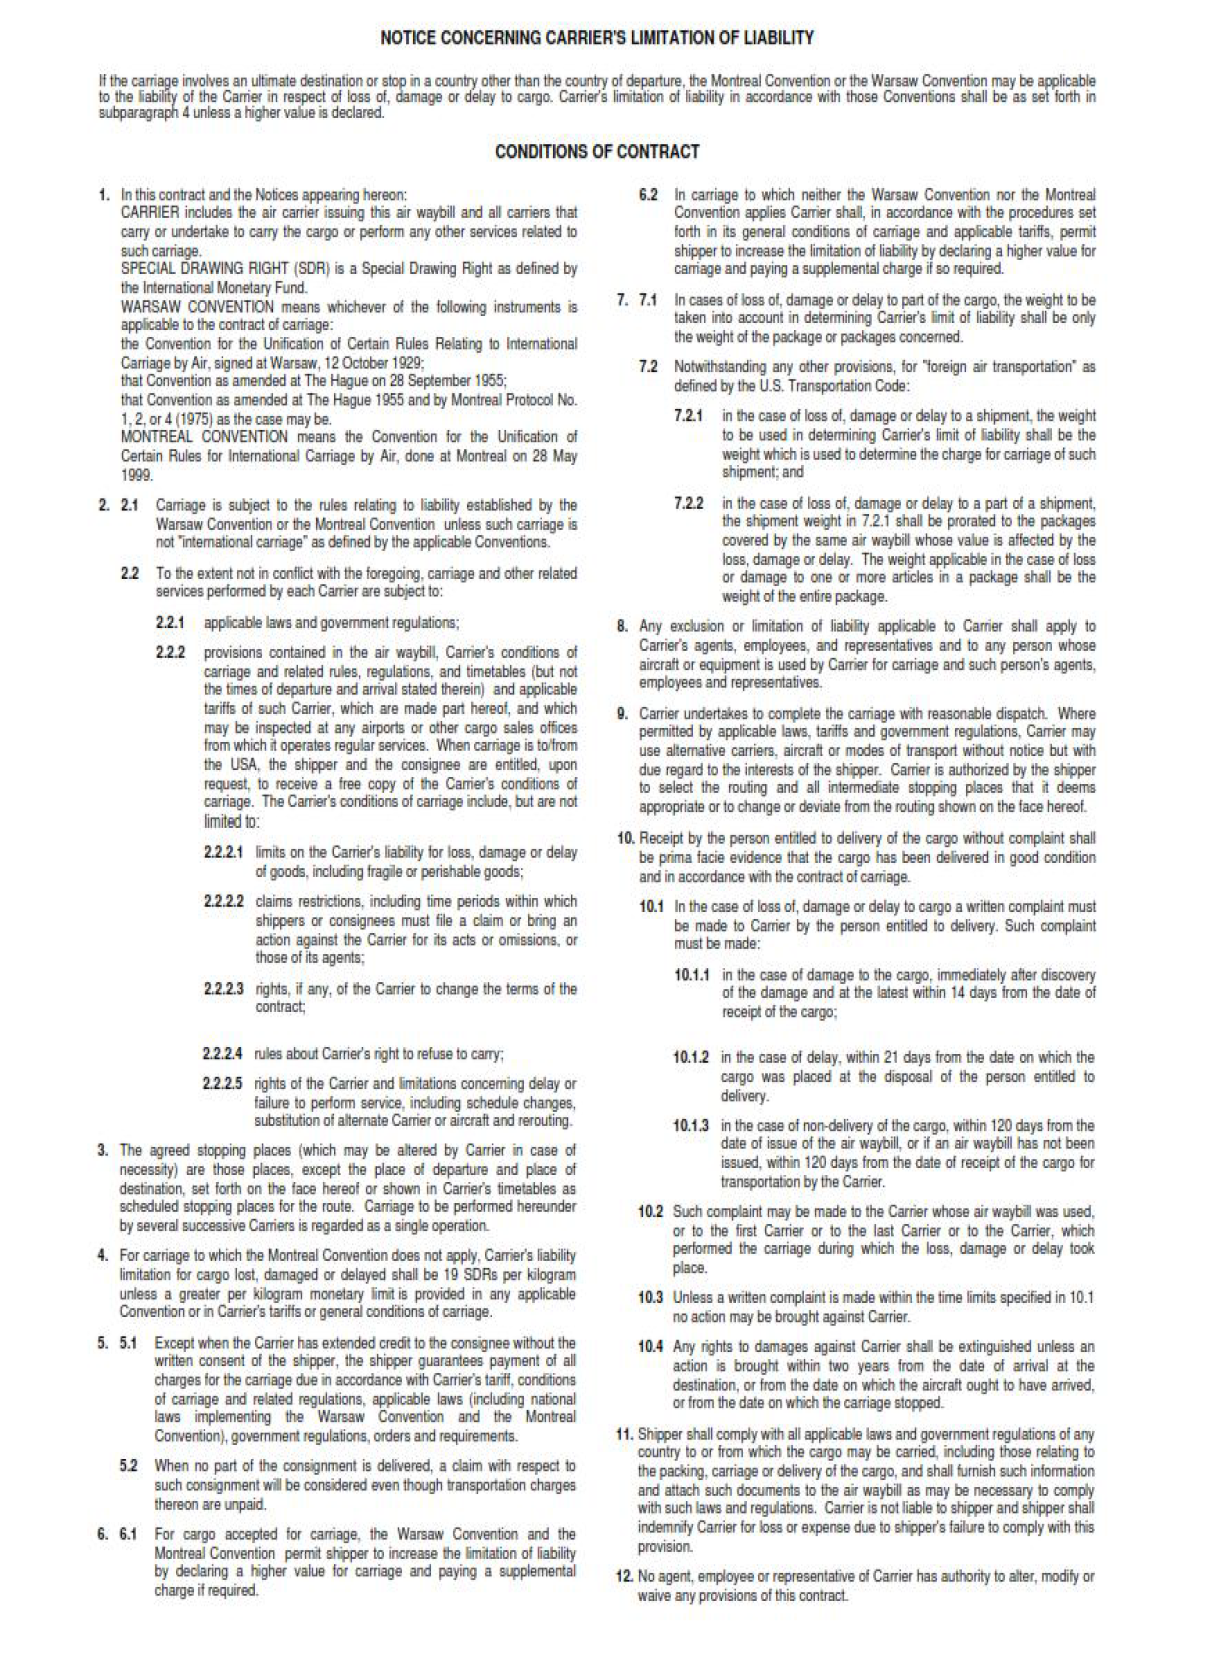 NOTICE CONCERNING CARRIER'S LIMITATION OF LIABILITY
If the carriage involves an ultimate destination or stop in a country other than the country of departure, the Montreal Convention or the Warsaw Convention may be applicable
to the liability of the Carrier in respect of loss of, damage or delay to cargo. Carrier's limitation of liability in accordance with those Conventions shall be as set forth in
subparagraph 4 unless a higher value is declared.
CONDITIONS OF CONTRACT
1. In this contract and the Notices appearing hereon:
CARRIER includes the air carrier issuing this air waybill and all carriers that
carry or undertake to carry the cargo or perform any other services related to
such carriage.
SPECIAL DRAWING RIGHT (SDR) is a Special Drawing Right as defined by
the International Monetary Fund.
WARSAW CONVENTION means whichever of the following instruments is
applicable to the contract of carriage:
the Convention for the Unification of Certain Rules Relating to International
Carriage by Air, signed at Warsaw, 12 October 1929;
that Convention as amended at The Hague on 28 September 1955;
that Convention as amended at The Hague 1955 and by Montreal Protocol No.
1, 2, or 4 (1975) as the case may be.
MONTREAL CONVENTION means the Convention for the Unification of
Certain Rules for International Carriage by Air, done at Montreal on 28 May
1999.
2. 2.1 Carriage is subject to the rules relating to liability established by the
Warsaw Convention or the Montreal Convention unless such carriage is
not "international carriage" as defined by the applicable Conventions.
2.2 To the extent not in conflict with the foregoing, carriage and other related
services performed by each Carrier are subject to:
2.2.1 applicable laws and government regulations;
2.2.2 provisions contained in the air waybill, Carrier's conditions of
carriage and related rules, regulations, and timetables (but not
the times of departure and arrival stated therein) and applicable
tariffs of such Carrier, which are made part hereof, and which
may be inspected at any airports or other cargo sales offices
from which it operates regular services. When carriage is to/from
the USA, the shipper and the consignee are entitled, upon
request, to receive a free copy of the Carrier's conditions of
carriage. The Carrier's conditions of carriage include, but are not
limited to:
2.2.2.1 limits on the Carrier's liability for loss, damage or delay
of goods, including fragile or perishable goods;
2.2.2.2 claims restrictions, including time periods within which
shippers or consignees must file a claim or bring an
action against the Carrier for its acts or omissions, or
those of its agents;
2.2.2.3 rights, if any, of the Carrier to change the terms of the
contract;
2.2.2.4 rules about Carrier's right to refuse to carry;
2.2.2.5 rights of the Carrier and limitations concerning delay or
failure to perform service, including schedule changes,
substitution of alternate Carrier or aircraft and rerouting.
3. The agreed stopping places (which may be altered by Carrier in case of
necessity) are those places, except the place of departure and place of
destination, set forth on the face hereof or shown in Carrier's timetables as
scheduled stopping places for the route. Carriage to be performed hereunder
by several successive Carriers is regarded as a single operation.
4. For carriage to which the Montreal Convention does not apply, Carrier's liability
limitation for cargo lost, damaged or delayed shall be 19 SDRs per kilogram
unless a greater per kilogram monetary limit is provided in any applicable
Convention or in Carrier's tariffs or general conditions of carriage.
5. 5.1 Except when the Carrier has extended credit to the consignee without the
written consent of the shipper, the shipper guarantees payment of all
charges for the carriage due in accordance with Carrier's tariff, conditions
of carriage and related regulations, applicable laws (including national
laws implementing the Warsaw Convention and the Montreal
Convention), government regulations, orders and requirements.
5.2 When no part of the consignment is delivered, a claim with respect to
such consignment will be considered even though transportation charges
thereon are unpaid.
6. 6.1 For cargo accepted for carriage, the Warsaw Convention and the
Montreal Convention permit shipper to increase the limitation of liability
by declaring a higher value for carriage and paying a supplemental
charge if required.
6.2 In carriage to which neither the Warsaw Convention nor the Montreal
Convention applies Carrier shall, in accordance with the procedures set
forth in its general conditions of carriage and applicable tariffs, permit
shipper to increase the limitation of liability by declaring a higher value for
carriage and paying a supplemental charge if so required.
7. 7.1 In cases of loss of, damage or delay to part of the cargo, the weight to be
taken into account in determining Carrier's limit of liability shall be only
the weight of the package or packages concerned.
7.2 Notwithstanding any other provisions, for "foreign air transportation" as
defined by the U.S. Transportation Code:
7.2.1 in the case of loss of, damage or delay to a shipment, the weight
to be used in determining Carrier's limit of liability shall be the
weight which is used to determine the charge for carriage of such
shipment; and
7.2.2 in the case of loss of, damage or delay to a part of a shipment,
the shipment weight in 7.2.1 shall be prorated to the packages
covered by the same air waybill whose value is affected by the
loss, damage or delay. The weight applicable in the case of loss
or damage to one or more articles in a package shall be the
weight of the entire package.
8. Any exclusion or limitation of liability applicable to Carrier shall apply to
Carrier's agents, employees, and representatives and to any person whose
aircraft or equipment is used by Carrier for carriage and such person's agents,
employees and representatives.
9. Carrier undertakes to complete the carriage with reasonable dispatch. Where
permitted by applicable laws, tariffs and government regulations, Carrier may
use alternative carriers, aircraft or modes of transport without notice but with
due regard to the interests of the shipper. Carrier is authorized by the shipper
to select the routing and all intermediate stopping places that it deems
appropriate or to change or deviate from the routing shown on the face hereof.
10. Receipt by the person entitled to delivery of the cargo without complaint shall
be prima facie evidence that the cargo has been delivered in good condition
and in accordance with the contract of carriage.
10.1 In the case of loss of, damage or delay to cargo a written complaint must
be made to Carrier by the person entitled to delivery. Such complaint
must be made:
10.1.1 in the case of damage to the cargo, immediately after discovery
of the damage and at the latest within 14 days from the date of
receipt of the cargo;
10.1.2 in the case of delay, within 21 days from the date on which the
cargo was placed at the disposal of the person entitled to
delivery.
10.1.3 in the case of non-delivery of the cargo, within 120 days from the
date of issue of the air waybill, or if an air waybill has not been
issued, within 120 days from the date of receipt of the cargo for
transportation by the Carrier.
10.2 Such complaint may be made to the Carrier whose air waybill was used,
or to the first Carrier or to the last Carrier or to the Carrier, which
performed the carriage during which the loss, damage or delay took
place.
10.3 Unless a written complaint is made within the time limits specified in 10.1
no action may be brought against Carrier.
10.4 Any rights to damages against Carrier shall be extinguished unless an
action is brought within two years from the date of arrival at the
destination, or from the date on which the aircraft ought to have arrived,
or from the date on which the carriage stopped.
11. Shipper shall comply with all applicable laws and government regulations of any
country to or from which the cargo may be carried, including those relating to
the packing, carriage or delivery of the cargo, and shall furnish such information
and attach such documents to the air waybill as may be necessary to comply
with such laws and regulations. Carrier is not liable to shipper and shipper shall
indemnify Carrier for loss or expense due to shipper's failure to comply with this
provision.
12. No agent, employee or representative of Carrier has authority to alter, modify or
waive any provisions of this contract.